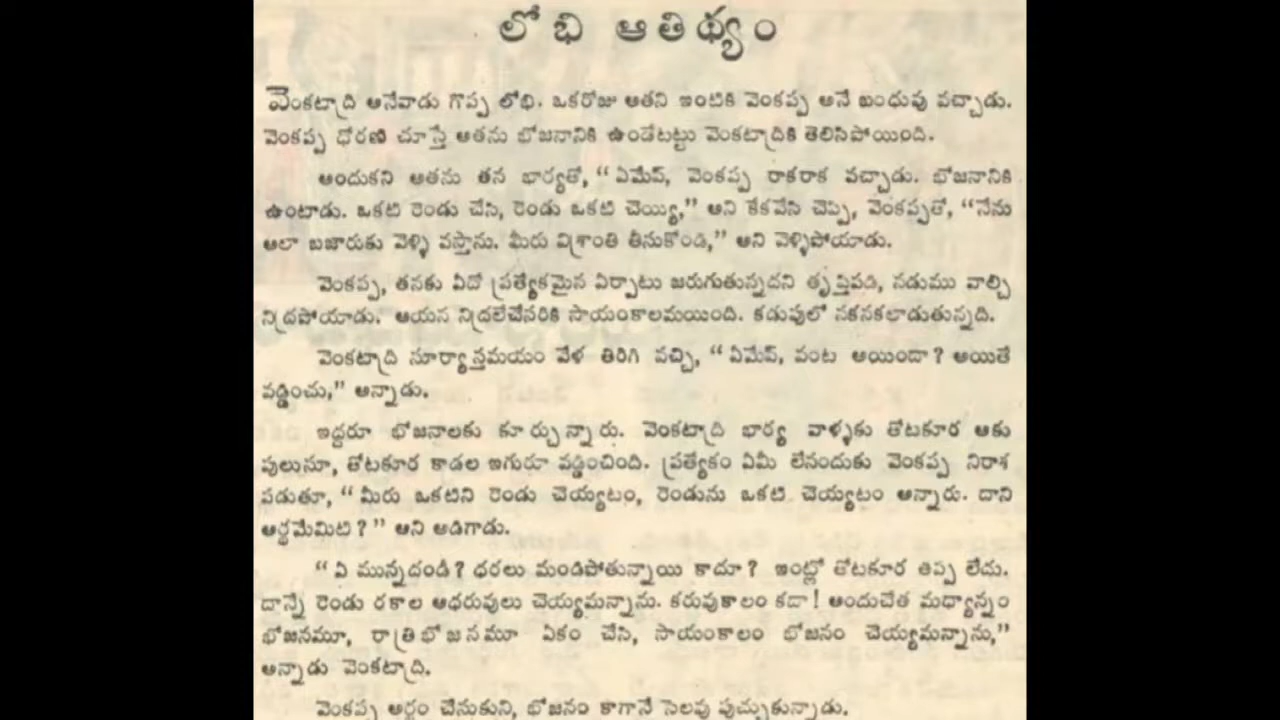 లోభి ఆతిథ్యం
వెంకటాద్రి అనేవాడు గొప్ప లోభి. ఒకరోజు అతని ఇంటికి వెంకప్ప అనే బంధువు వచ్చాడు.
వెంకప్ప ధోరణి చూస్తే అతను భోజనానికి ఉండేటట్టు వెంకటాద్రికి తెలిసిపోయింది.
అందుకని అతను తన భార్యతో, “ ఏమేవ్, వెంకప్ప రాకరాక వచ్చాడు. భోజనానికి
ఉంటాడు. ఒకటి రెండు చేసి, రెండు ఒకటి చెయ్యి,” అని కేకవేసి చెప్పి, వెంకప్పతో, “నేను
అలా బజారుకు వెళ్ళి వస్తాను. మీరు విశ్రాంతి తీసుకోండి,” అని వెళ్ళిపోయాడు.
వెంకప్ప, తనకు ఏదో ప్రత్యేకమైన ఏర్పాటు జరుగుతున్నదని తృప్తిపడి, నడుము వాల్చి
నిద్రపోయాడు. ఆయన నిద్రలేచేసరికి సాయంకాలమయింది. కడుపులో నకనకలాడుతున్నది.
వెంకటాద్రి సూర్యాస్తమయం వేళ తిరిగి వచ్చి, “ ఏమేవ్, వంట అయిందా? అయితే
వడ్డించు,” అన్నాడు.
ఇద్దరూ భోజనాలకు కూర్చున్నారు. వెంకటాద్రి భార్య వాళ్ళకు తోటకూర ఆకు
పులుసూ, తోటకూర కాడల ఇగురూ వడ్డించింది. ప్రత్యేకం ఏమీ లేనందుకు వెంకప్ప నిరాశ
పడుతూ, “ మీరు ఒకటిని రెండు చెయ్యటం, రెండును ఒకటి చెయ్యటం అన్నారు. దాని
అర్థమేమిటి? ” అని అడిగాడు.
“ ఏ మున్నదండి? ధరలు మండిపోతున్నాయి కాదూ? ఇంట్లో తోటకూర తప్ప లేదు.
దాన్నే రెండు రకాల ఆధరువులు చెయ్యమన్నాను. కరువుకాలం కదా! అందుచేత మధ్యాన్నం
భోజనమూ, రాత్రి భోజనమూ ఏకం చేసి, సాయంకాలం భోజనం చెయ్యమన్నాను,”
అన్నాడు వెంకటాద్రి.
వెంకప్ప అర్థం చేసుకుని, భోజనం కాగానే సెలవు పుచ్చుకున్నాడు.